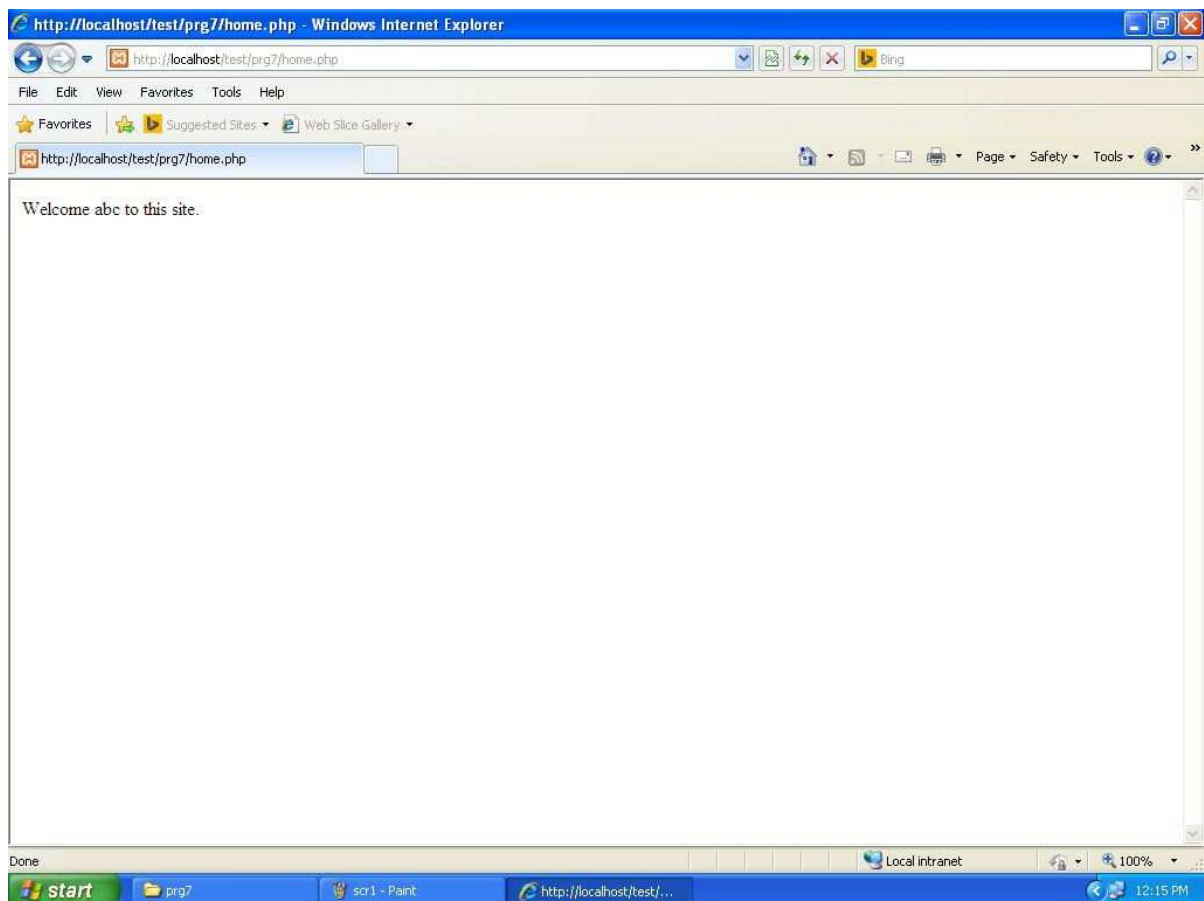 http://localhost/test/prg7/home.php - Windows Internet Explorer
http://localhost/test/prg7/home.php
Bing
File Edit View Favorites Tools Help
Favorites Suggested Sites Web Slice Gallery
http://localhost/test/prg7/home.php
Page Safety Tools »
Welcome abc to this site.
Done
Local intranet
100%
start
prg7
scr1 - Paint
http://localhost/test/...
12:15 PM